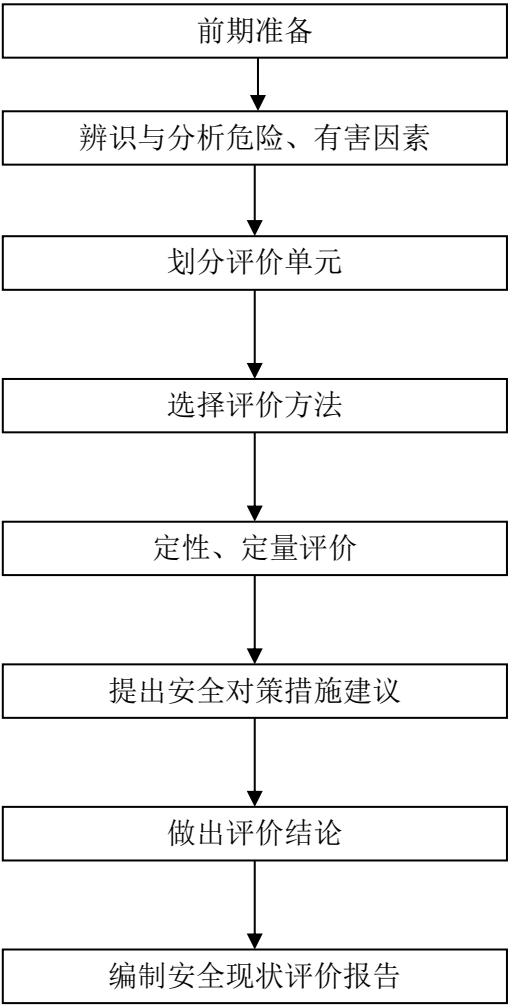 前期准备
辨识与分析危险、有害因素
划分评价单元
选择评价方法
定性、定量评价
提出安全对策措施建议
做出评价结论
编制安全现状评价报告